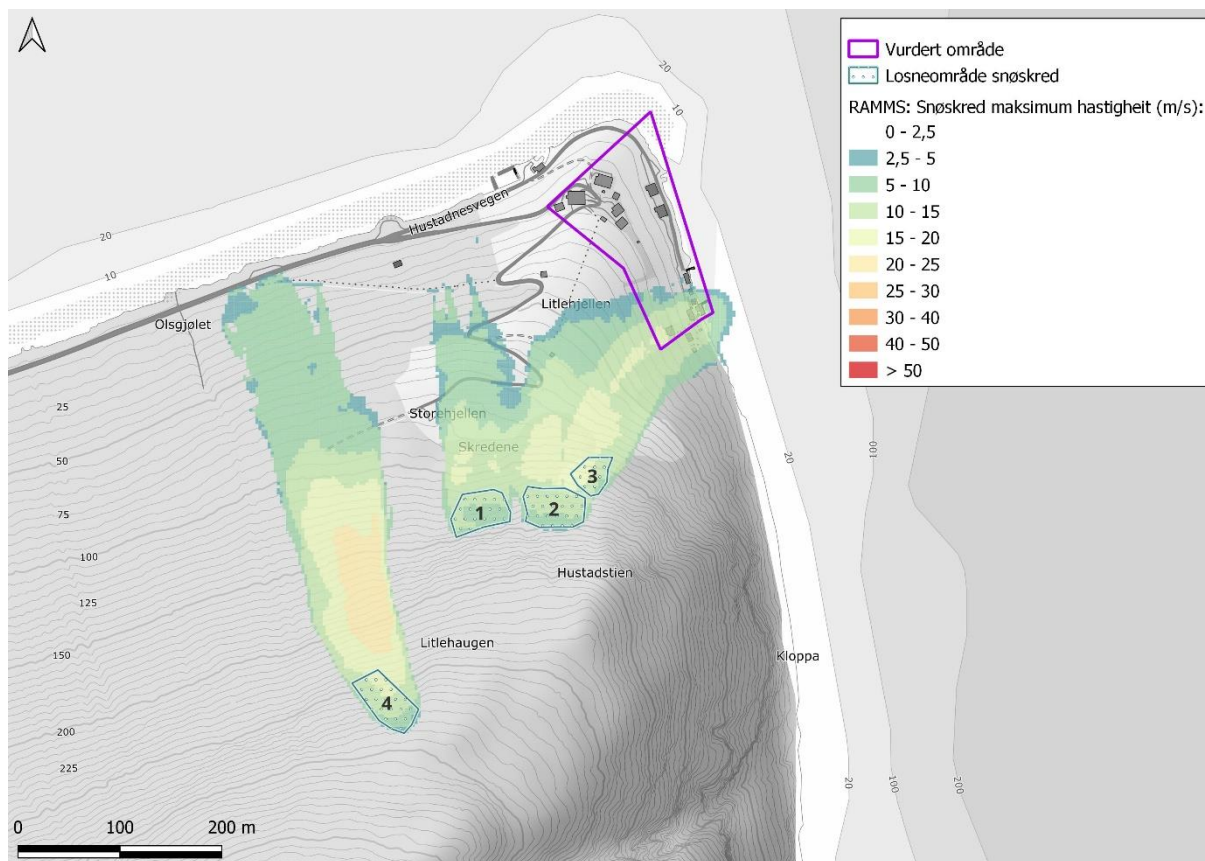 Vurdert område
Losneområde snøskred
RAMMS: Snøskred maksimum hastigheit (m/s):
0 - 2,5
2,5 - 5
5 - 10
10 - 15
15 - 20
20 - 25
25 - 30
30 - 40
40 - 50
> 50
20
10
Hustadnesvegen
20
10
Litlehjellen
Olsgjølet
25
Storehjellen
100
50
Skredene
20
3
75
1
2
100
Hustadstien
125
Litlehaugen
150
Kloppa
4
200
225
20
100
200
0 100 200 m